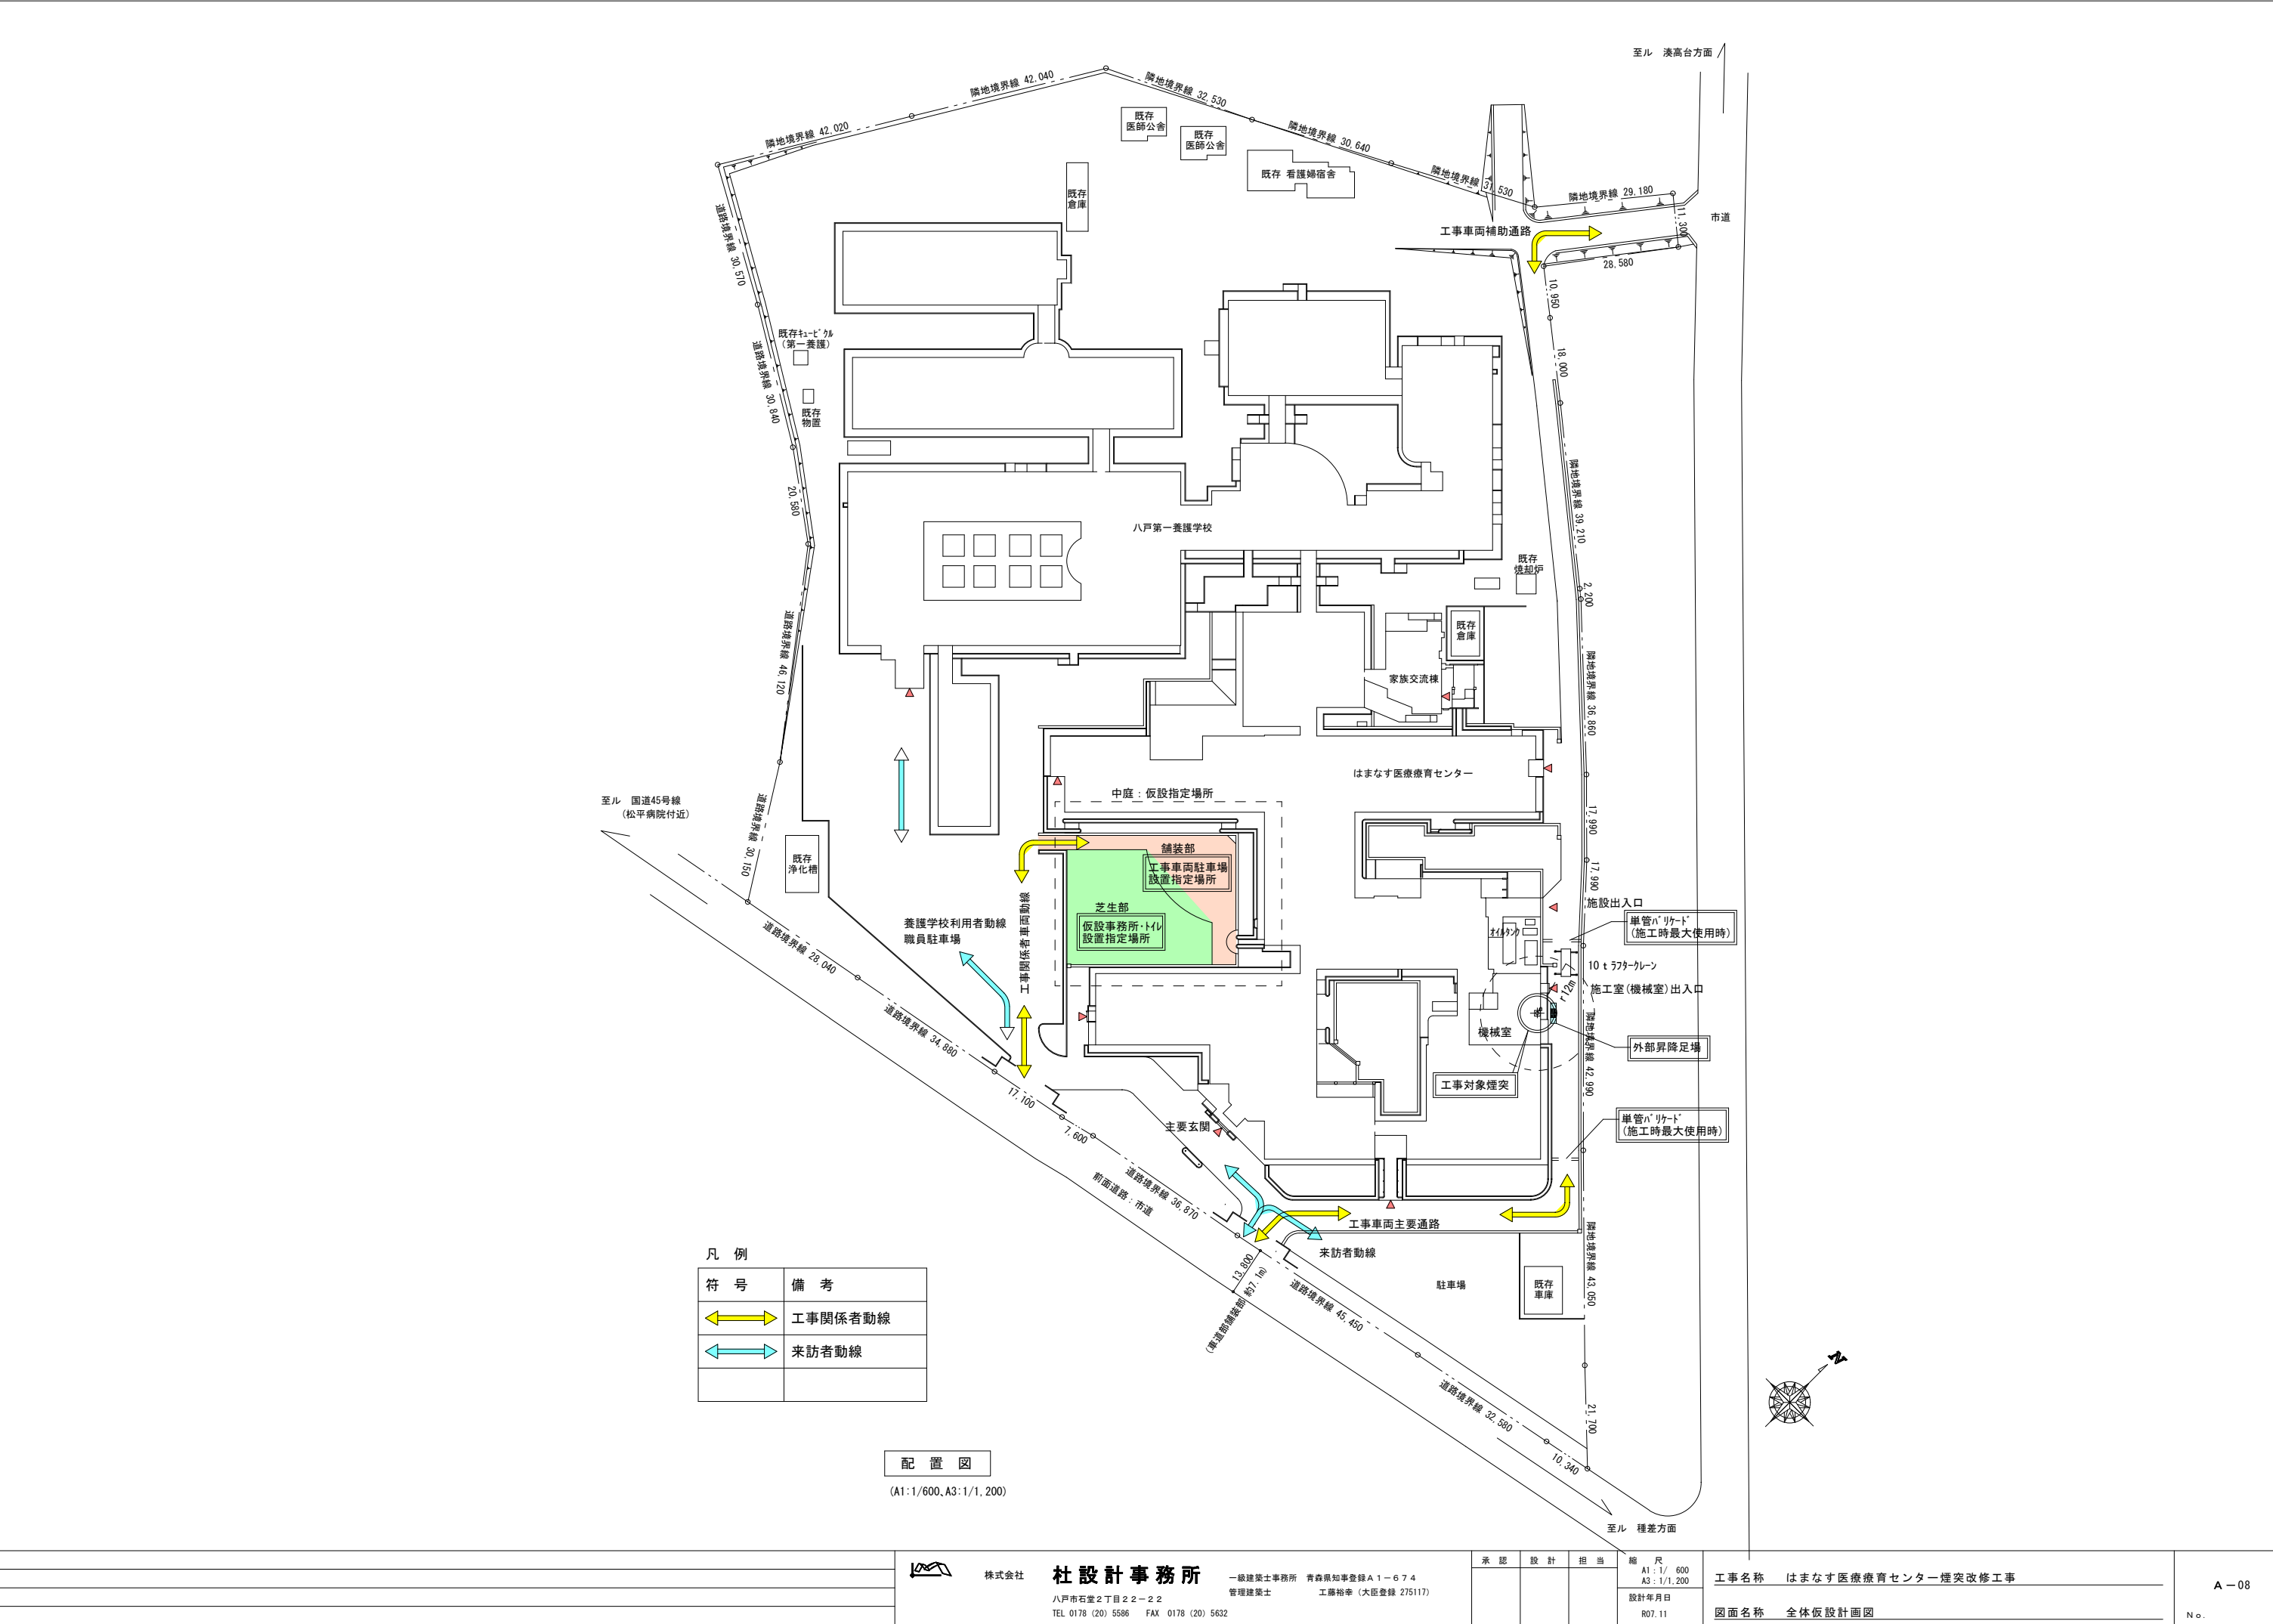 至ル　湊高台方面
隣地境界線 42,040
隣地境界線 32,530
既存
医師公舎
隣地境界線 42,020
既存
医師公舎
隣地境界線 30,640
既存 看護婦宿舎
隣地境界線 31,530
隣地境界線 29,180
既存
倉庫
11,300
市道
道路境界線 30,570
工事車両補助通路
28,580
10,950
既存ｷｭｰﾋﾞｸﾙ
(第一養護)
18,000
道路境界線 30,840
既存
物置
隣地境界線 39,210
20,580
八戸第一養護学校
既存
焼却炉
2,200
道路境界線 46,120
既存
倉庫
隣地境界線 36,860
家族交流棟
はまなす医療療育センター
中庭：仮設指定場所
至ル　国道45号線
(松平病院付近)
道路境界線 30,150
17,990
既存
浄化槽
舗装部
工事車両駐車場
設置指定場所
17,990
施設出入口
芝生部
仮設事務所･ﾄｲﾚ
設置指定場所
養護学校利用者動線
職員駐車場
工事関係者車両動線
ｵｲﾙﾀﾝｸ
単管ﾊﾞﾘｹｰﾄﾞ
(施工時最大使用時)
道路境界線 28,040
10ｔﾗﾌﾀｰｸﾚｰﾝ
r12m
施工室(機械室)出入口
道路境界線 34,880
機械室
隣地境界線 42,990
外部昇降足場
工事対象煙突
17,100
7,600
主要玄関
単管ﾊﾞﾘｹｰﾄﾞ
(施工時最大使用時)
道路境界線 36,870
前面道路：市道
工事車両主要通路
来訪者動線
隣地境界線 43,050
13,800
(車道部舗装部 約7.1m)
道路境界線 45,450
駐車場
既存
車庫
凡　例
符　号　備　考
工事関係者動線
来訪者動線
N
道路境界線 32,580
21,700
10,340
配　置　図
(A1:1/600、A3:1/1,200)
至ル　種差方面
株式会社　杜設計事務所
八戸市石堂２丁目２２－２２
TEL 0178 (20) 5586　FAX 0178 (20) 5632
一級建築士事務所　青森県知事登録Ａ１－６７４
管理建築士　工藤裕幸 (大臣登録 275117)
承　認　設　計　担　当
縮　尺
A1：1/ 600
A3：1/1,200
設計年月日
R07.11
工事名称　はまなす医療療育センター煙突改修工事
図面名称　全体仮設計画図
A－08
No.